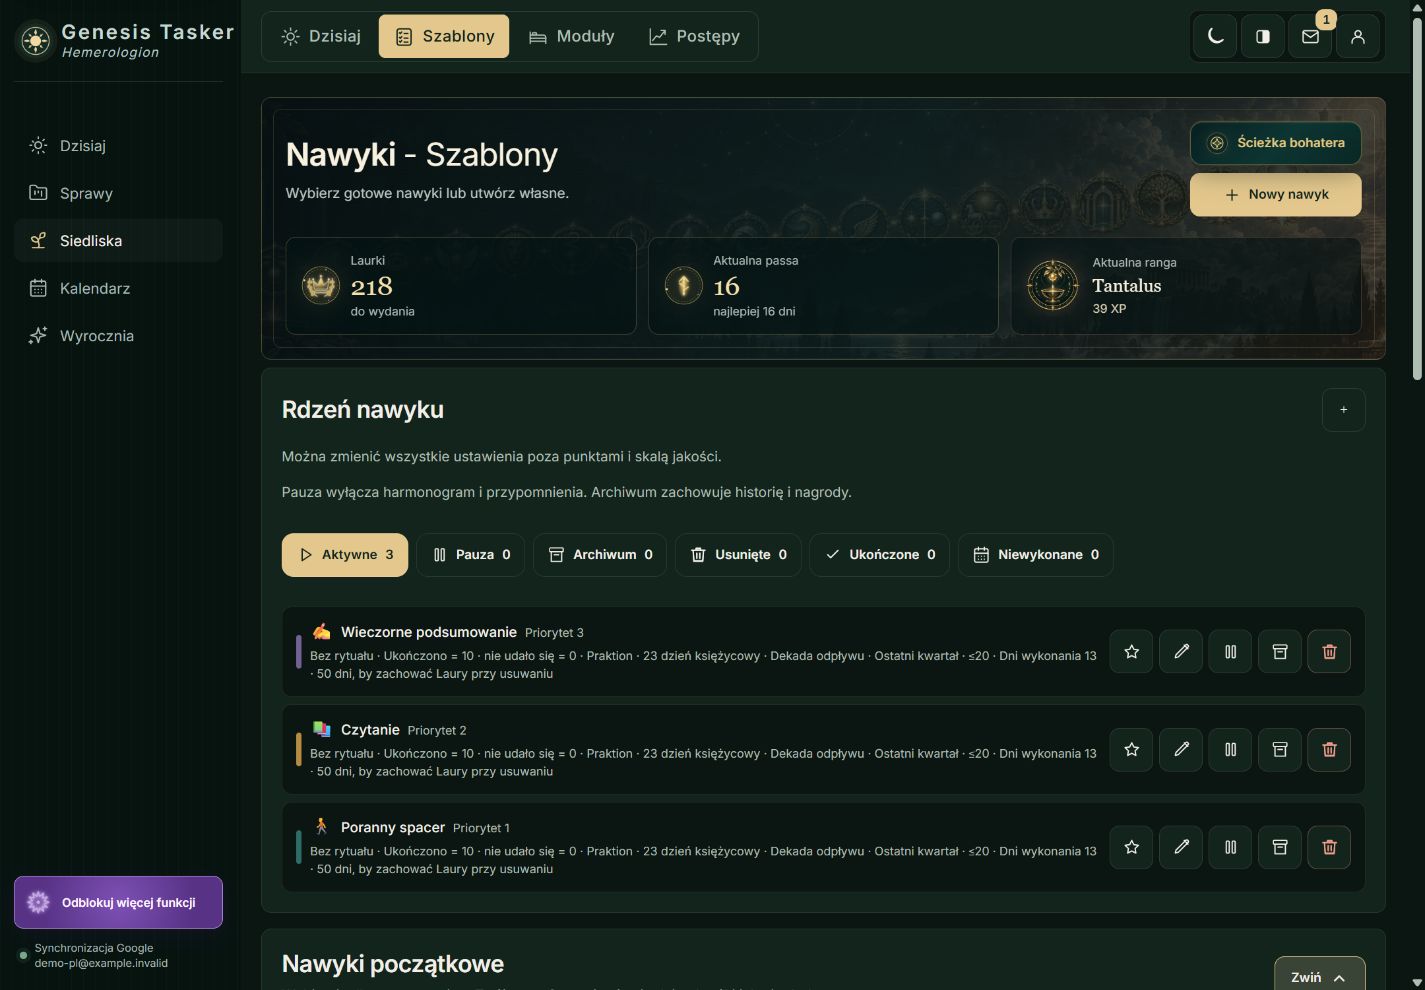 Genesis Tasker
Hemerologion
Dzisiaj
Sprawy
Siedliska
Kalendarz
Wyrocznia
Odblokuj więcej funkcji
Synchronizacja Google
demo-pl@example.invalid
Dzisiaj
Szablony
Moduły
Postępy
1
Nawyki - Szablony
Wybierz gotowe nawyki lub utwórz własne.
Ścieżka bohatera
+ Nowy nawyk
Laurki
218
do wydania
Aktualna passa
16
najlepiej 16 dni
Aktualna ranga
Tantalus
39 XP
Rdzeń nawyku
+
Można zmienić wszystkie ustawienia poza punktami i skalą jakości.
Pauza wyłącza harmonogram i przypomnienia. Archiwum zachowuje historię i nagrody.
Aktywne 3
Pauza 0
Archiwum 0
Usunięte 0
Ukończone 0
Niewykonane 0
Wieczorne podsumowanie Priorytet 3
Bez rytuału · Ukończono = 10 · nie udało się = 0 · Praktion · 23 dzień księżycowy · Dekada odpływu · Ostatni kwartał · ≤20 · Dni wykonania 13
· 50 dni, by zachować Laury przy usuwaniu
Czytanie Priorytet 2
Bez rytuału · Ukończono = 10 · nie udało się = 0 · Praktion · 23 dzień księżycowy · Dekada odpływu · Ostatni kwartał · ≤20 · Dni wykonania 13
· 50 dni, by zachować Laury przy usuwaniu
Poranny spacer Priorytet 1
Bez rytuału · Ukończono = 10 · nie udało się = 0 · Praktion · 23 dzień księżycowy · Dekada odpływu · Ostatni kwartał · ≤20 · Dni wykonania 13
· 50 dni, by zachować Laury przy usuwaniu
Nawyki początkowe
Zwiń